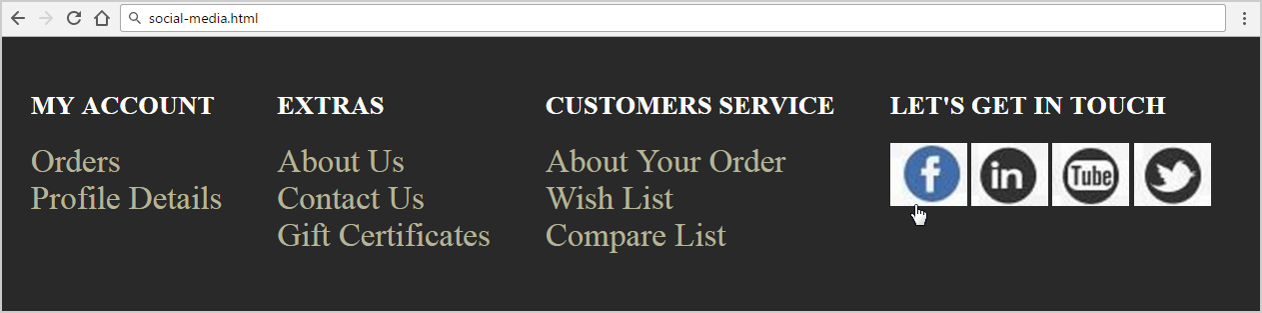 social-media.html
MY ACCOUNT
Orders
Profile Details
EXTRAS
About Us
Contact Us
Gift Certificates
CUSTOMERS SERVICE
About Your Order
Wish List
Compare List
LET'S GET IN TOUCH
f
in
Tube